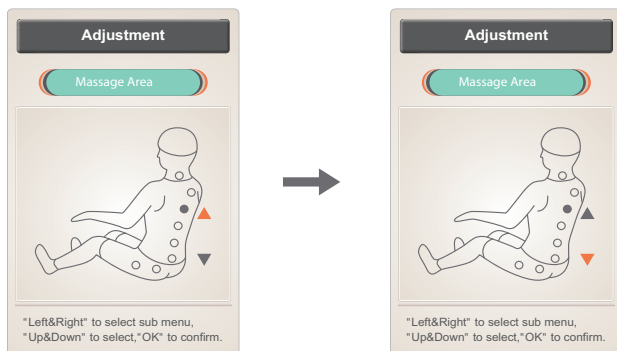 Adjustment
Massage Area
"Left&Right" to select sub menu,
"Up&Down" to select,"OK" to confirm.
Adjustment
Massage Area
"Left&Right" to select sub menu,
"Up&Down" to select,"OK" to confirm.